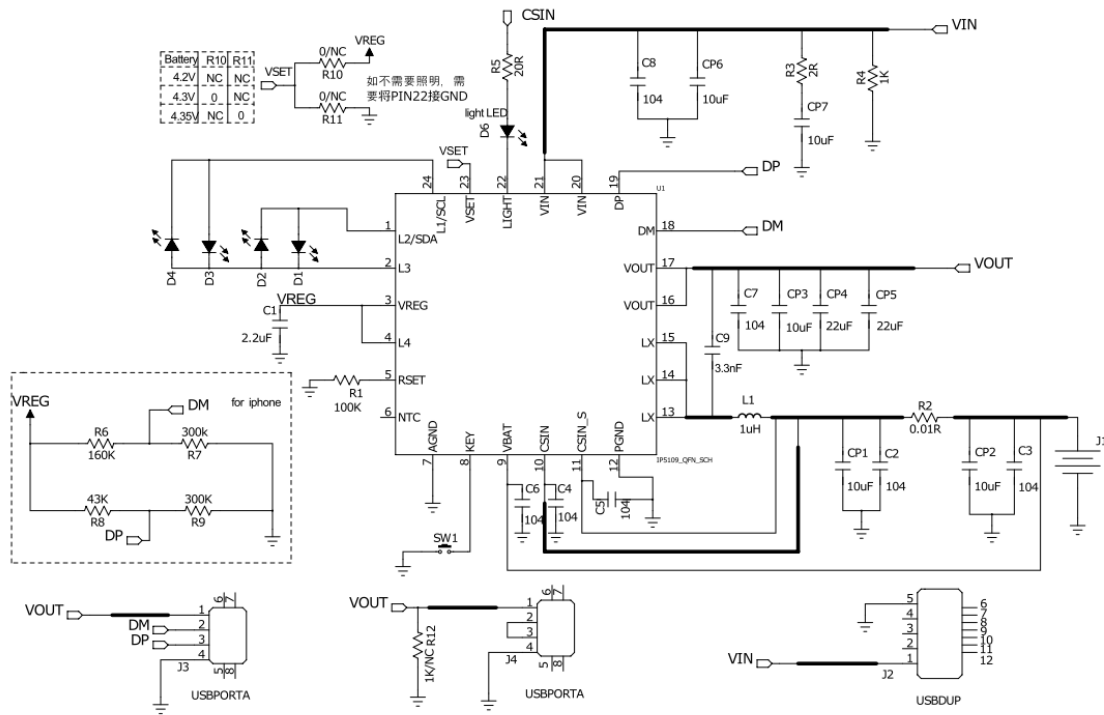 CSIN
VIN
Battery R10 R11
4.2V NC NC
4.3V 0 NC
4.35V NC 0
VSET
0/NC
R10
VREG
0/NC
R11
如不需要照明，需
要将PIN22接GND
R5
20R
light LED
D6
C8
104
CP6
10uF
R3
2R
CP7
10uF
R4
1K
VSET
DP
24
23
22
21
20
19
L1/SCL
VSET
LIGHT
VIN
VIN
DP
U1
1
L2/SDA
DM
18
DM
D4
D3
D2
D1
2
L3
VOUT
17
VOUT
VREG
3
VREG
VOUT
16
C1
2.2uF
4
L4
C7
104
CP3
10uF
CP4
22uF
CP5
22uF
LX
15
C9
3.3nF
5
RSET
LX
14
R1
100K
6
NTC
LX
13
L1
1uH
R2
0.01R
J1
AGND
KEY
VBAT
CSIN
CSIN_S
PGND
IP5109_QFN_SCH
7
8
9
10
11
12
for iphone
VREG
DM
R6
160K
300k
R7
43K
R8
300K
R9
DP
C6
104
C4
104
C5
104
CP1
10uF
C2
104
CP2
10uF
C3
104
SW1
VOUT
DM
DP
1
2
3
4
6
7
5
8
J3
USBPORTA
VOUT
R12
1K/NC
1
2
3
4
6
7
5
8
J4
USBPORTA
VIN
5
4
3
2
1
6
7
8
9
10
11
12
J2
USBDUP